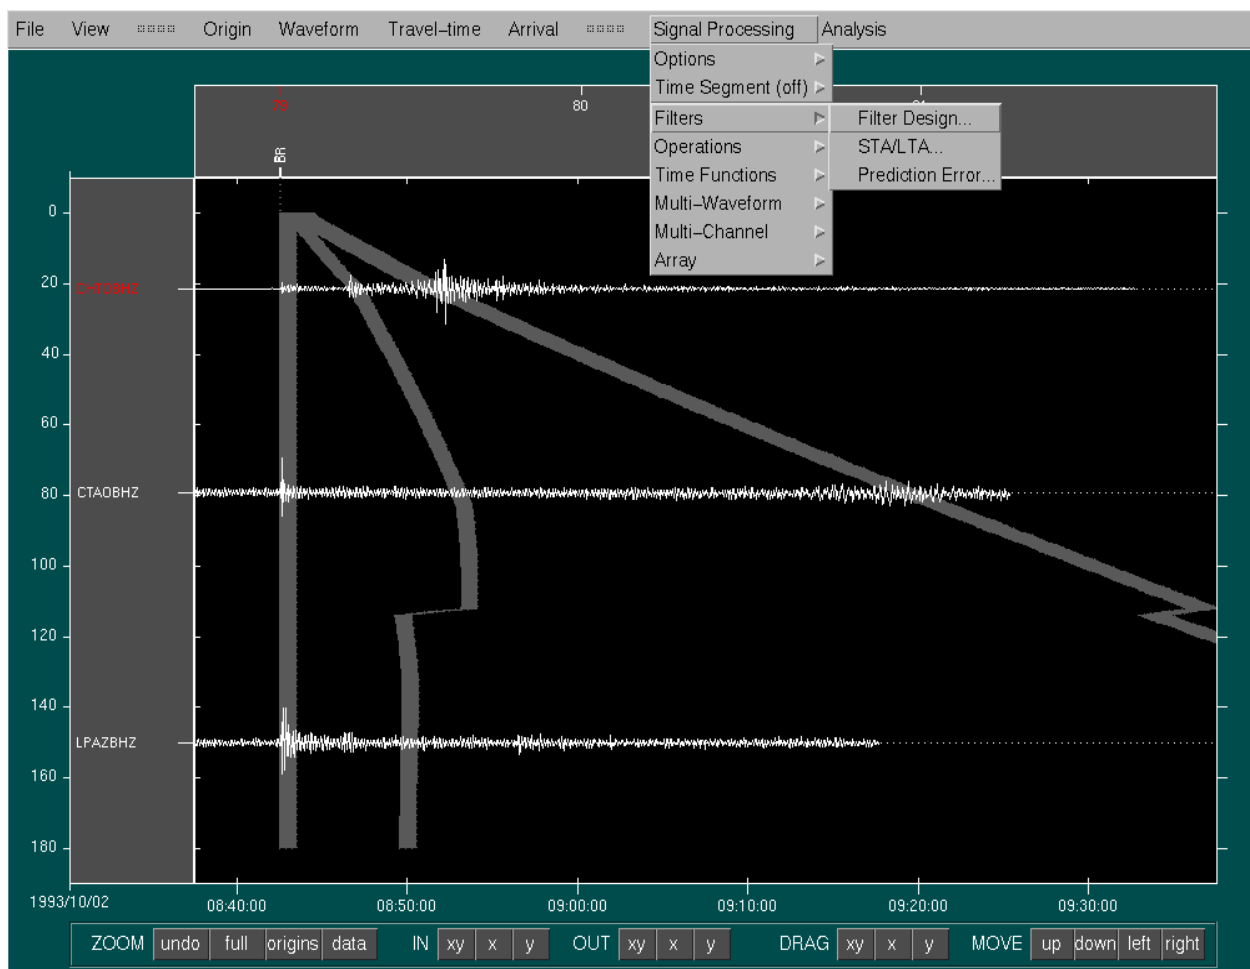 File View Origin Waveform Travel-time Arrival Signal Processing Analysis
Options
Time Segment (off)
79 80
Filters Filter Design...
BR
Operations STA/LTA...
Time Functions Prediction Error...
Multi-Waveform
0
Multi-Channel
Array
20 CHTOBHZ
40
60
80 CTAOBHZ
100
120
140
LPAZBHZ
160
180
1993/10/02 08:40:00 08:50:00 09:00:00 09:10:00 09:20:00 09:30:00
ZOOM undo full origins data IN xy x y OUT xy x y DRAG xy x y MOVE up down left right